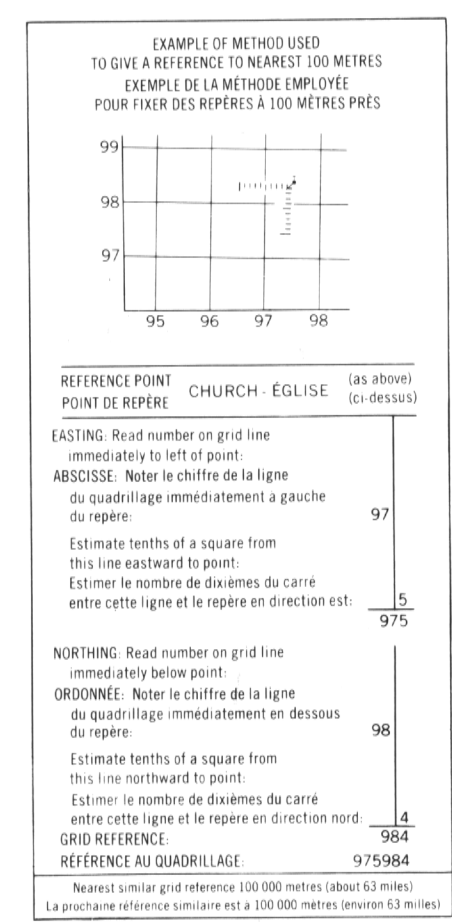 EXAMPLE OF METHOD USED
TO GIVE A REFERENCE TO NEAREST 100 METRES
EXEMPLE DE LA MÉTHODE EMPLOYÉE
POUR FIXER DES REPÈRES À 100 MÈTRES PRÈS
99
98
97
95 96 97 98
REFERENCE POINT
POINT DE REPÈRE
CHURCH - ÉGLISE
(as above)
(ci-dessus)
EASTING: Read number on grid line
immediately to left of point:
ABSCISSE: Noter le chiffre de la ligne
du quadrillage immédiatement à gauche
du repère: 97
Estimate tenths of a square from
this line eastward to point:
Estimer le nombre de dixièmes du carré
entre cette ligne et le repère en direction est: 5
975
NORTHING: Read number on grid line
immediately below point:
ORDONNÉE: Noter le chiffre de la ligne
du quadrillage immédiatement en dessous
du repère: 98
Estimate tenths of a square from
this line northward to point:
Estimer le nombre de dixièmes du carré
entre cette ligne et le repère en direction nord: 4
GRID REFERENCE: 984
RÉFÉRENCE AU QUADRILLAGE: 975984
Nearest similar grid reference 100 000 metres (about 63 miles)
La prochaine référence similaire est à 100 000 mètres (environ 63 milles)